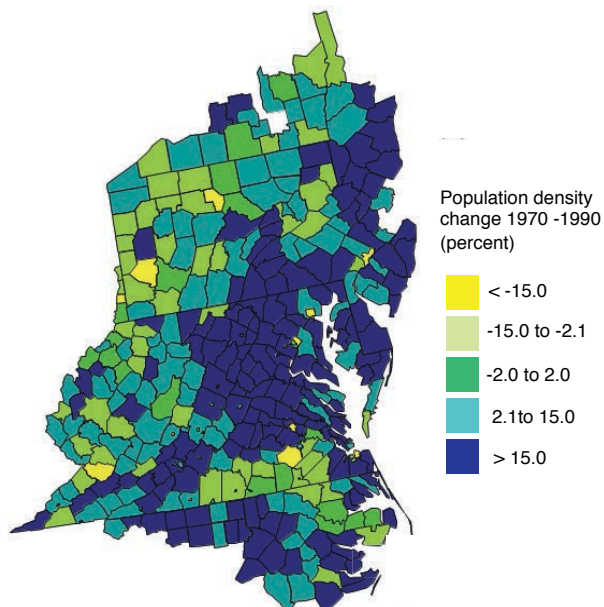 Population density
change 1970 -1990
(percent)
< -15.0
-15.0 to -2.1
-2.0 to 2.0
2.1to 15.0
> 15.0